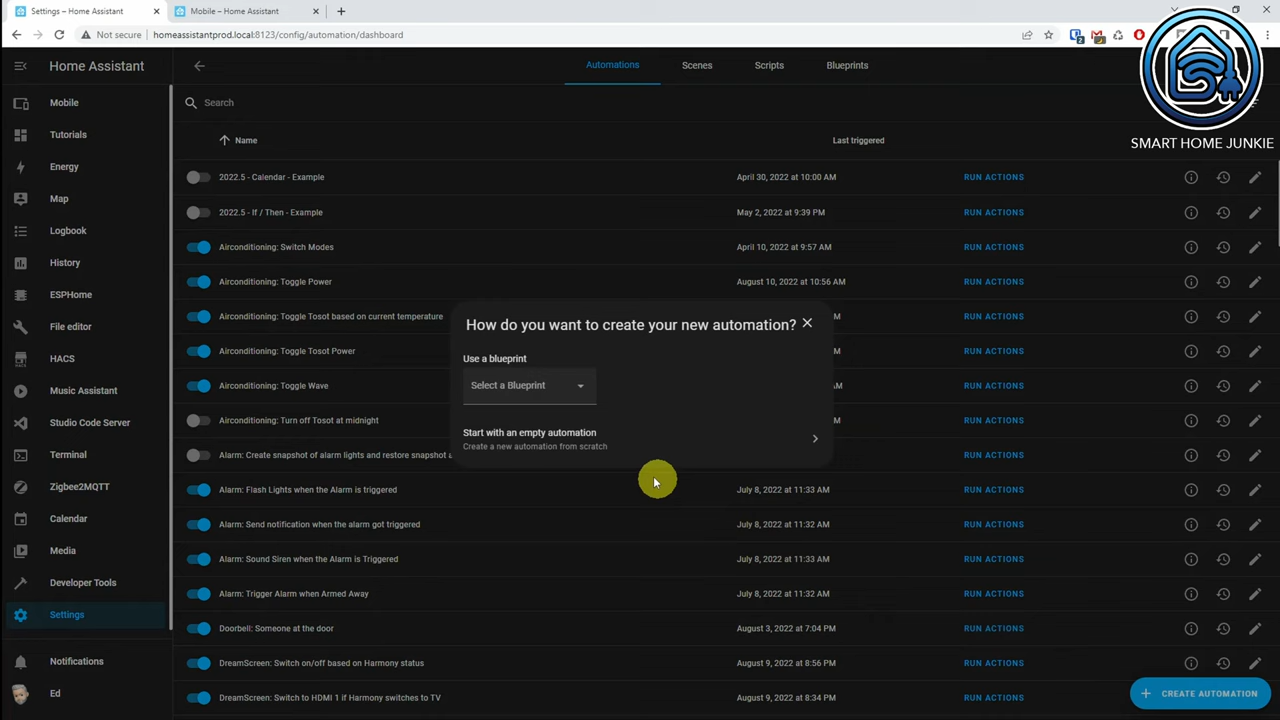 Settings – Home Assistant
Mobile – Home Assistant
Not secure
homeassistantprod.local:8123/config/automation/dashboard
SMART HOME JUNKIE
Home Assistant
Mobile
Tutorials
Energy
Map
Logbook
History
ESPHome
File editor
HACS
Music Assistant
Studio Code Server
Terminal
Zigbee2MQTT
Calendar
Media
Developer Tools
Settings
Notifications
Ed
Automations
Scenes
Scripts
Blueprints
Search
Name
Last triggered
2022.5 - Calendar - Example April 30, 2022 at 10:00 AM RUN ACTIONS
2022.5 - If / Then - Example May 2, 2022 at 9:39 PM RUN ACTIONS
Airconditioning: Switch Modes April 10, 2022 at 9:57 AM RUN ACTIONS
Airconditioning: Toggle Power August 10, 2022 at 10:56 AM RUN ACTIONS
Airconditioning: Toggle Tosot based on current temperature M RUN ACTIONS
Airconditioning: Toggle Tosot Power M RUN ACTIONS
Airconditioning: Toggle Wave AM RUN ACTIONS
Airconditioning: Turn off Tosot at midnight RUN ACTIONS
Alarm: Create snapshot of alarm lights and restore snapshot a RUN ACTIONS
Alarm: Flash Lights when the Alarm is triggered July 8, 2022 at 11:33 AM RUN ACTIONS
Alarm: Send notification when the alarm got triggered July 8, 2022 at 11:32 AM RUN ACTIONS
Alarm: Sound Siren when the Alarm is Triggered July 8, 2022 at 11:33 AM RUN ACTIONS
Alarm: Trigger Alarm when Armed Away July 8, 2022 at 11:32 AM RUN ACTIONS
Doorbell: Someone at the door August 3, 2022 at 7:04 PM RUN ACTIONS
DreamScreen: Switch on/off based on Harmony status August 9, 2022 at 8:56 PM RUN ACTIONS
DreamScreen: Switch to HDMI 1 if Harmony switches to TV August 9, 2022 at 8:34 PM RUN ACTIONS
How do you want to create your new automation?
Use a blueprint
Select a Blueprint
Start with an empty automation
Create a new automation from scratch
CREATE AUTOMATION